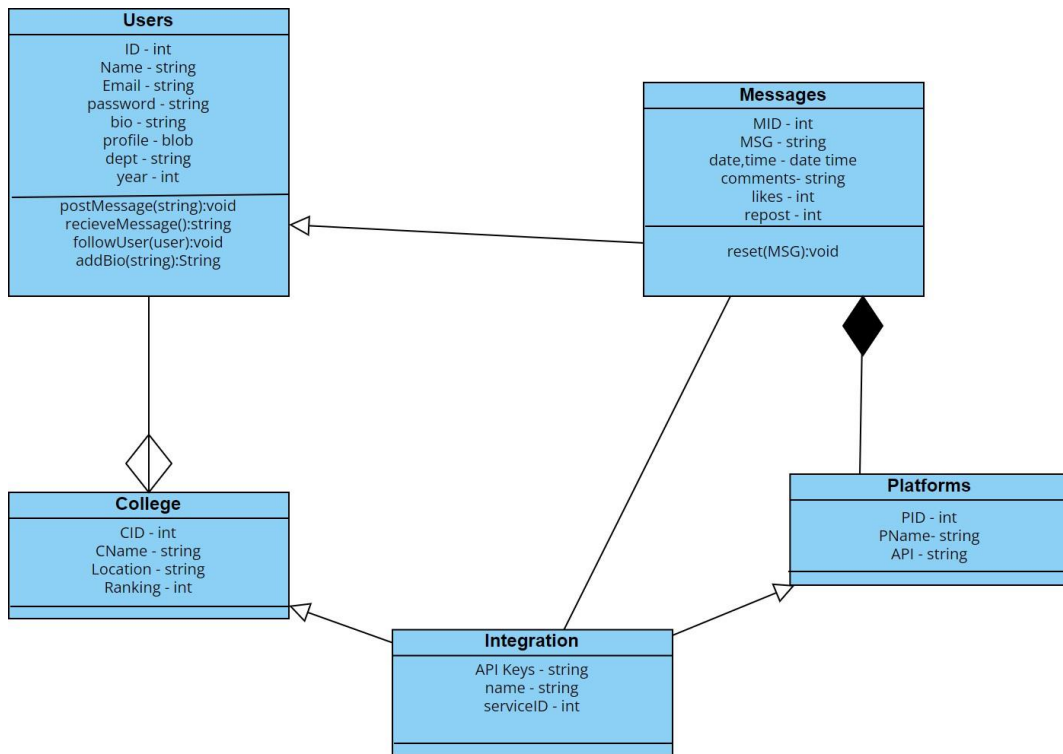 Users
ID - int
Name - string
Email - string
password - string
bio - string
profile - blob
dept - string
year - int
postMessage(string):void
recieveMessage():string
followUser(user):void
addBio(string):String
Messages
MID - int
MSG - string
date,time - date time
comments- string
likes - int
repost - int
reset(MSG):void
College
CID - int
CName - string
Location - string
Ranking - int
Platforms
PID - int
PName- string
API - string
Integration
API Keys - string
name - string
serviceID - int